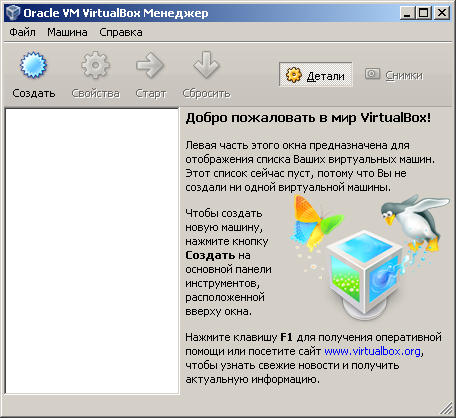 Oracle VM VirtualBox Менеджер
Файл Машина Справка
Создать Свойства Старт Сбросить Детали Снимки
Добро пожаловать в мир VirtualBox!
Левая часть этого окна предназначена для
отображения списка Ваших виртуальных машин.
Этот список сейчас пуст, потому что Вы не
создали ни одной виртуальной машины.
Чтобы создать
новую машину,
нажмите кнопку
Создать на
основной панели
инструментов,
расположенной
вверху окна.
Нажмите клавишу F1 для получения оперативной
помощи или посетите сайт www.virtualbox.org,
чтобы узнать свежие новости и получить
актуальную информацию.